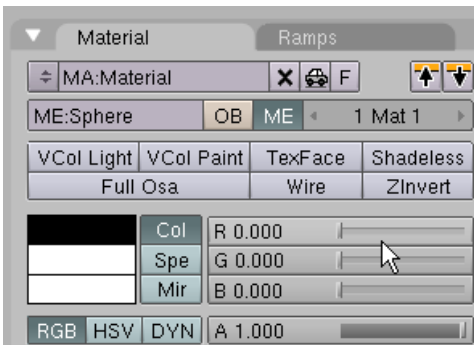 Material Ramps
MA:Material X F
ME:Sphere OB ME 1 Mat 1
VCol Light VCol Paint TexFace Shadeless
Full Osa Wire ZInvert
Col R 0.000
Spe G 0.000
Mir B 0.000
RGB HSV DYN A 1.000